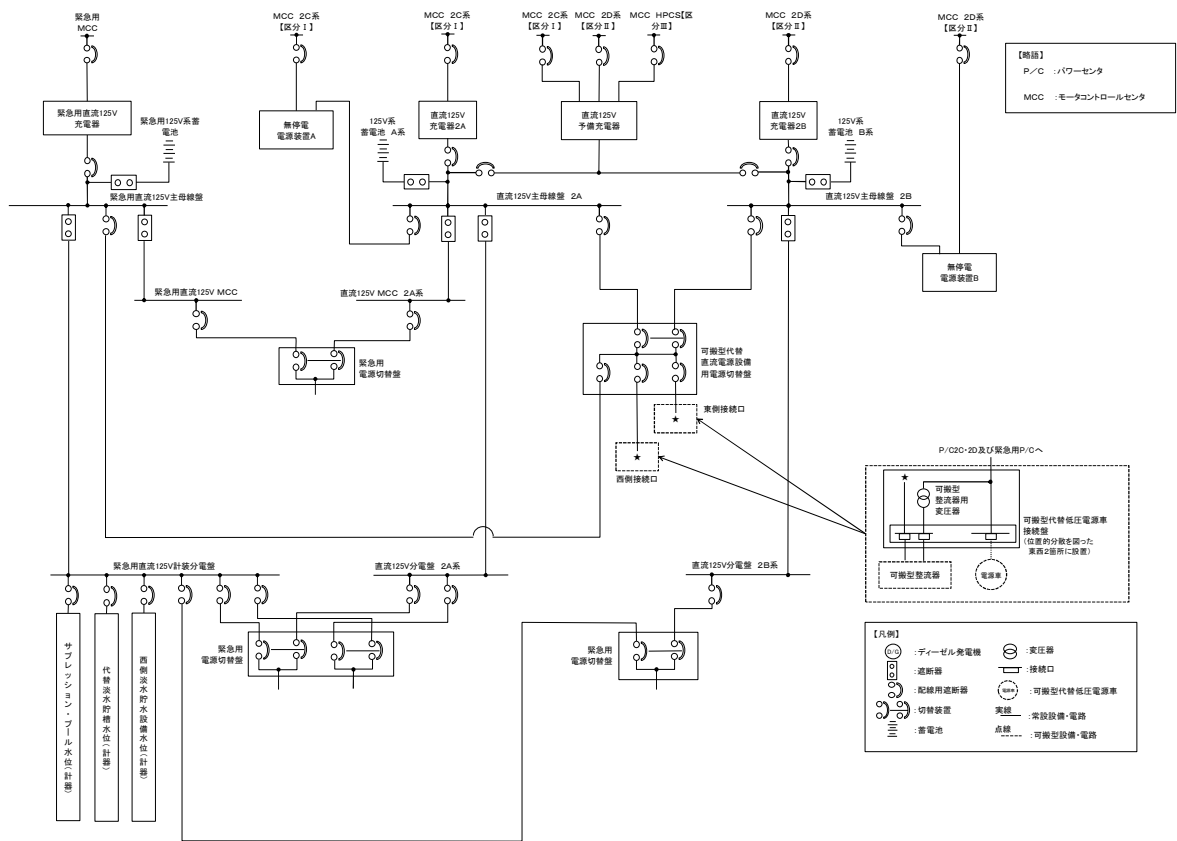 緊急用
MCC
MCC 2C系
【区分Ⅰ】
MCC 2C系
【区分Ⅰ】
MCC 2C系
【区分Ⅰ】
MCC 2D系
【区分Ⅱ】
MCC HPCS【区
分Ⅲ】
MCC 2D系
【区分Ⅱ】
MCC 2D系
【区分Ⅱ】
【略語】
P/C :パワーセンタ
MCC :モータコントロールセンタ
緊急用直流125V
充電器
緊急用125V系蓄
電池
無停電
電源装置A
125V系
蓄電池 A系
直流125V
充電器2A
直流125V
予備充電器
直流125V
充電器2B
125V系
蓄電池 B系
緊急用直流125V主母線盤
直流125V主母線盤 2A
直流125V主母線盤 2B
無停電
電源装置B
緊急用直流125V MCC
直流125V MCC 2A系
緊急用
電源切替盤
可搬型代替
直流電源設備
用電源切替盤
東側接続口
★
★
西側接続口
P/C2C・2D及び緊急用P/Cへ
★
可搬型
整流器用
変圧器
可搬型代替低圧電源車
接続盤
(位置的分散を図った
東西2箇所に設置)
可搬型整流器
電源車
緊急用直流125V計装分電盤
直流125V分電盤 2A系
直流125V分電盤 2B系
緊急用
電源切替盤
緊急用
電源切替盤
サプレッション・プール水位(計器)
代替淡水貯槽水位(計器)
西側淡水貯水設備水位(計器)
【凡例】
D/G :ディーゼル発電機
:変圧器
:遮断器
:接続口
:配線用遮断器
電源車 :可搬型代替低圧電源車
:切替装置
実線 :常設設備・電路
:蓄電池
点線 :可搬型設備・電路